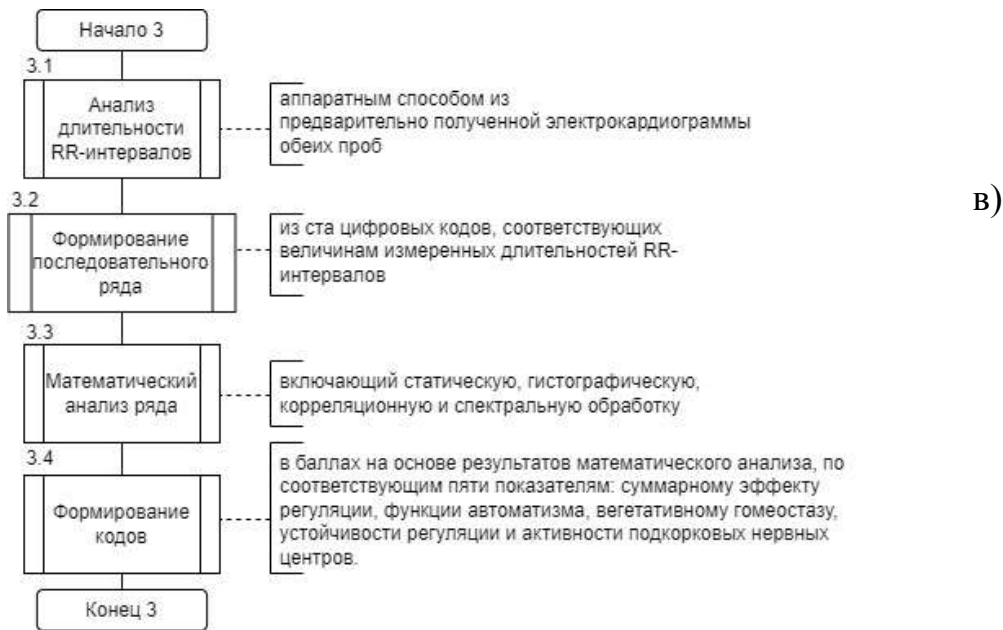 Начало 3
3.1
Анализ
длительности
RR-интервалов
аппаратным способом из
предварительно полученной электрокардиограммы
обеих проб
3.2
Формирование
последовательного
ряда
из ста цифровых кодов, соответствующих
величинам измеренных длительностей RR-
интервалов
в)
3.3
Математический
анализ ряда
включающий статическую, гистографическую,
корреляционную и спектральную обработку
3.4
Формирование
кодов
в баллах на основе результатов математического анализа, по
соответствующим пяти показателям: суммарному эффекту
регуляции, функции автоматизма, вегетативному гомеостазу,
устойчивости регуляции и активности подкорковых нервных
центров.
Конец 3